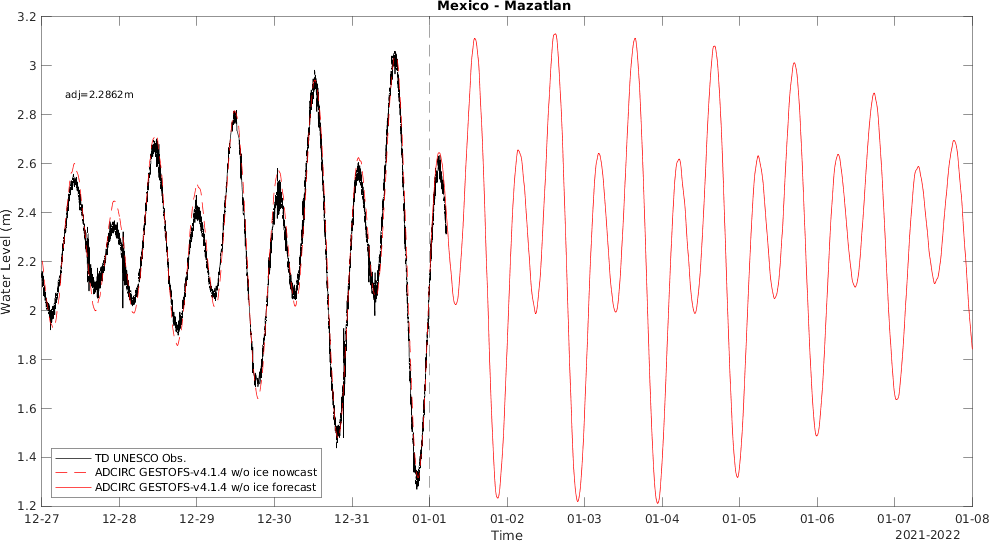 Mexico - Mazatlan
3.2
3
2.8
2.6
2.4
2.2
2
1.8
1.6
1.4
1.2
Water Level (m)
adj=2.2862m
TD UNESCO Obs.
ADCIRC GESTOFS-v4.1.4 w/o ice nowcast
ADCIRC GESTOFS-v4.1.4 w/o ice forecast
12-27 12-28 12-29 12-30 12-31 01-01 01-02 01-03 01-04 01-05 01-06 01-07 01-08
Time
2021-2022